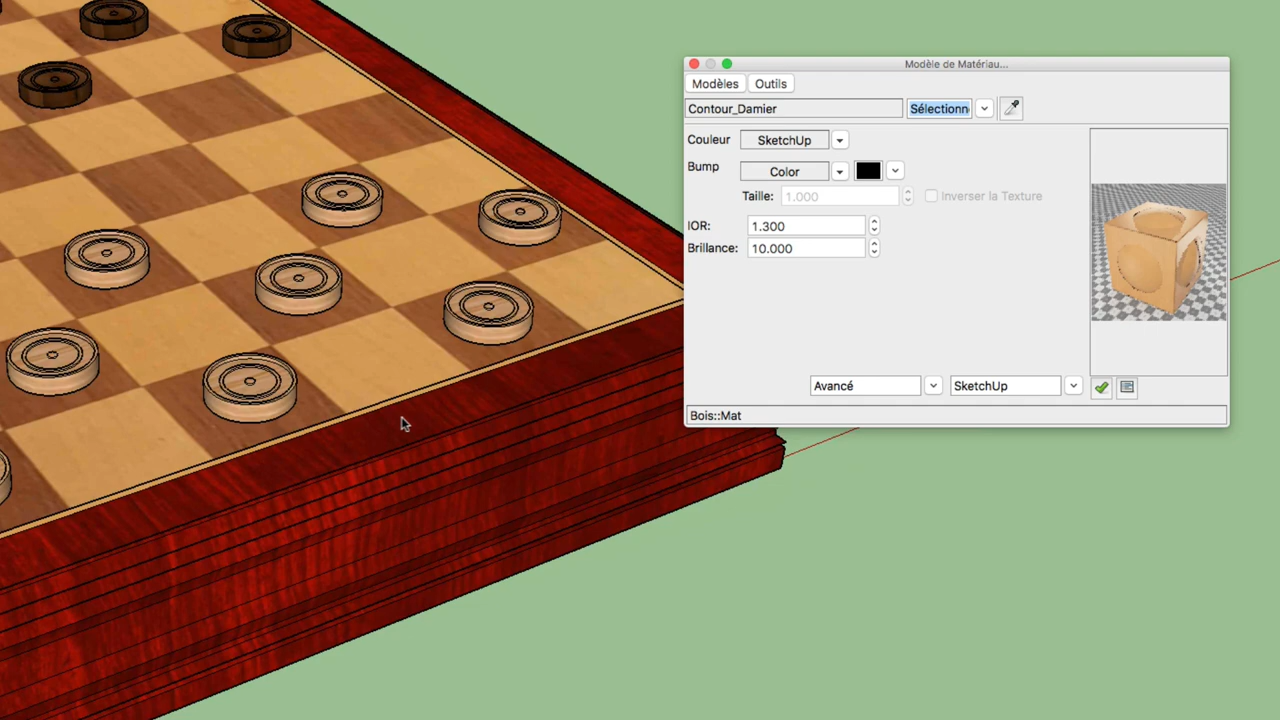 Modèle de Matériau...
Modèles Outils
Contour_Damier Sélectionn
Couleur SketchUp
Bump Color
Taille: 1.000 Inverser la Texture
IOR: 1.300
Brillance: 10.000
Avancé SketchUp
Bois::Mat